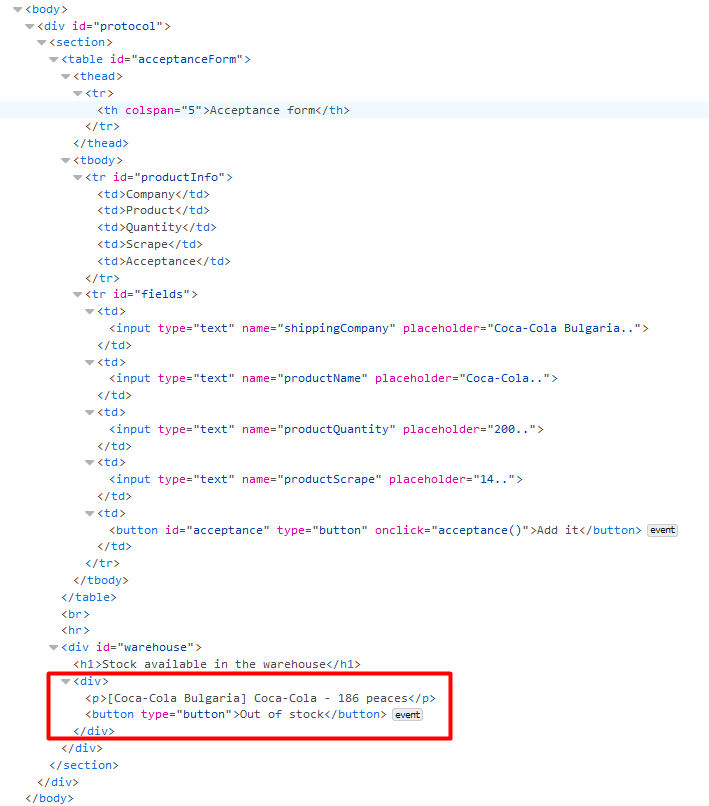 <body>
<div id="protocol">
<section>
<table id="acceptanceForm">
<thead>
<tr>
<th colspan="5">Acceptance form</th>
</tr>
</thead>
<tbody>
<tr id="productInfo">
<td>Company</td>
<td>Product</td>
<td>Quantity</td>
<td>Scrape</td>
<td>Acceptance</td>
</tr>
<tr id="fields">
<td>
<input type="text" name="shippingCompany" placeholder="Coca-Cola Bulgaria..">
</td>
<td>
<input type="text" name="productName" placeholder="Coca-Cola..">
</td>
<td>
<input type="text" name="productQuantity" placeholder="200..">
</td>
<td>
<input type="text" name="productScrape" placeholder="14..">
</td>
<td>
<button id="acceptance" type="button" onclick="acceptance()">Add it</button> event
</td>
</tr>
</tbody>
</table>
<br>
<hr>
<div id="warehouse">
<h1>Stock available in the warehouse</h1>
<div>
<p>[Coca-Cola Bulgaria] Coca-Cola - 186 peaces</p>
<button type="button">Out of stock</button> event
</div>
</div>
</section>
</div>
</body>